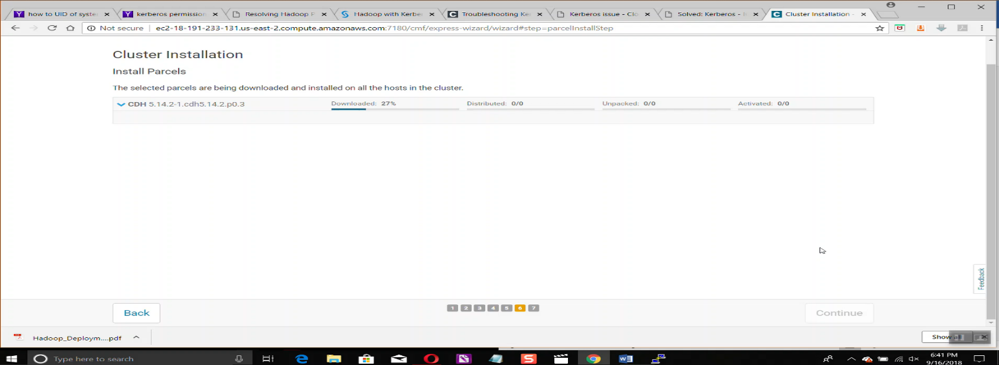 how to UID of syster
kerberos permission
Resolving Hadoop P
Hadoop with Kerber
Troubleshooting Ke
Kerberos issue - Clo
Solved: Kerberos -
Cluster Installation -
Not secure | ec2-18-191-233-131.us-east-2.compute.amazonaws.com:7180/cmf/express-wizard/wizard#step=parcelInstallStep
Cluster Installation
Install Parcels
The selected parcels are being downloaded and installed on all the hosts in the cluster.
CDH 5.14.2-1.cdh5.14.2.p0.3 Downloaded: 27% Distributed: 0/0 Unpacked: 0/0 Activated: 0/0
Feedback
Back 1 2 3 4 5 6 7 Continue
Hadoop_Deploym....pdf Show all
Type here to search 6:41 PM
9/16/2018